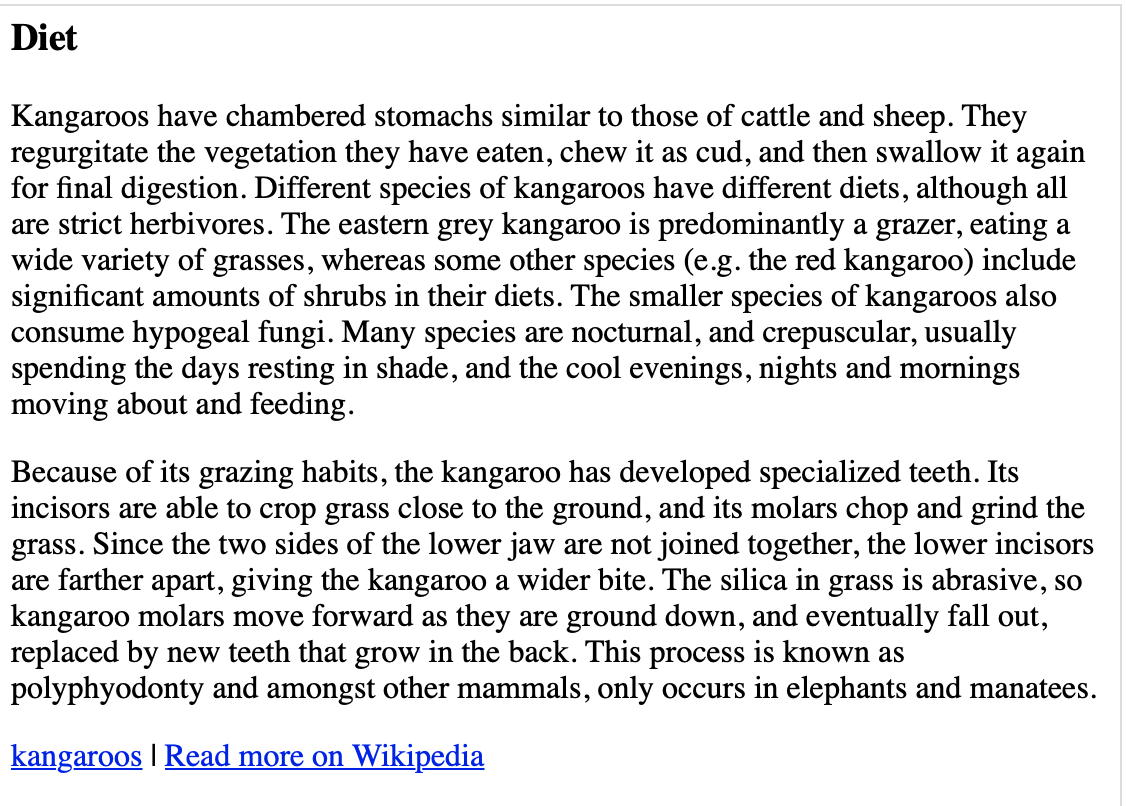 Diet
Kangaroos have chambered stomachs similar to those of cattle and sheep. They
regurgitate the vegetation they have eaten, chew it as cud, and then swallow it again
for final digestion. Different species of kangaroos have different diets, although all
are strict herbivores. The eastern grey kangaroo is predominantly a grazer, eating a
wide variety of grasses, whereas some other species (e.g. the red kangaroo) include
significant amounts of shrubs in their diets. The smaller species of kangaroos also
consume hypogeal fungi. Many species are nocturnal, and crepuscular, usually
spending the days resting in shade, and the cool evenings, nights and mornings
moving about and feeding.
Because of its grazing habits, the kangaroo has developed specialized teeth. Its
incisors are able to crop grass close to the ground, and its molars chop and grind the
grass. Since the two sides of the lower jaw are not joined together, the lower incisors
are farther apart, giving the kangaroo a wider bite. The silica in grass is abrasive, so
kangaroo molars move forward as they are ground down, and eventually fall out,
replaced by new teeth that grow in the back. This process is known as
polyphyodonty and amongst other mammals, only occurs in elephants and manatees.
kangaroos | Read more on Wikipedia